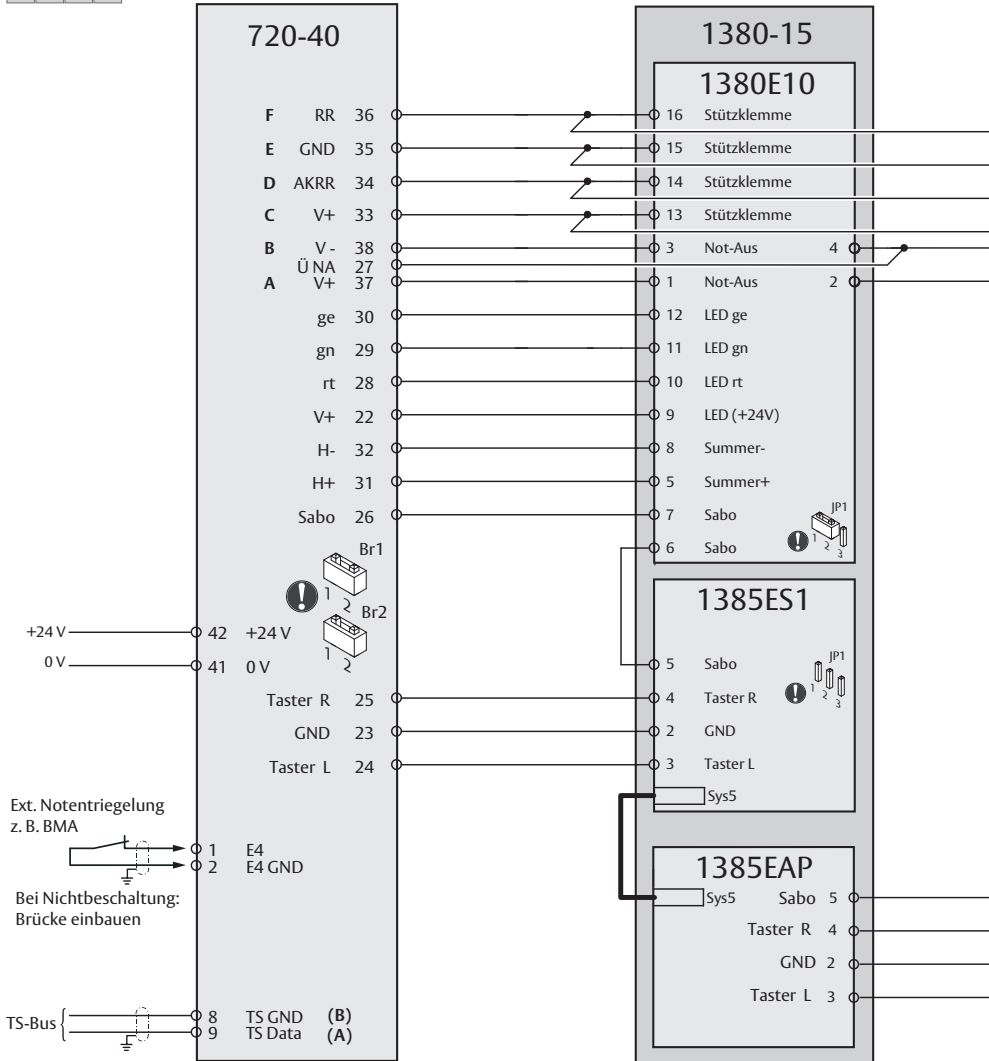 720-40
1380-15
1380E10
F RR 36
16 Stützklemme
E GND 35
15 Stützklemme
D AKRR 34
14 Stützklemme
C V+ 33
13 Stützklemme
B V - 38
3 Not-Aus 4
Ü NA 27
A V+ 37
1 Not-Aus 2
ge 30
12 LED ge
gn 29
11 LED gn
rt 28
10 LED rt
V+ 22
9 LED (+24V)
H- 32
8 Summer-
H+ 31
5 Summer+
Sabo 26
7 Sabo
JP1
1 2 3
6 Sabo
Br1
1 2
Br2
1 2
1385ES1
+24 V 42 +24 V
0 V 41 0 V
5 Sabo
JP1
1 2 3
Taster R 25
4 Taster R
GND 23
2 GND
Taster L 24
3 Taster L
Sys5
Ext. Notentriegelung
z. B. BMA
1 E4
2 E4 GND
Bei Nichtbeschaltung:
Brücke einbauen
1385EAP
Sys5 Sabo 5
Taster R 4
GND 2
Taster L 3
TS-Bus
8 TS GND (B)
9 TS Data (A)